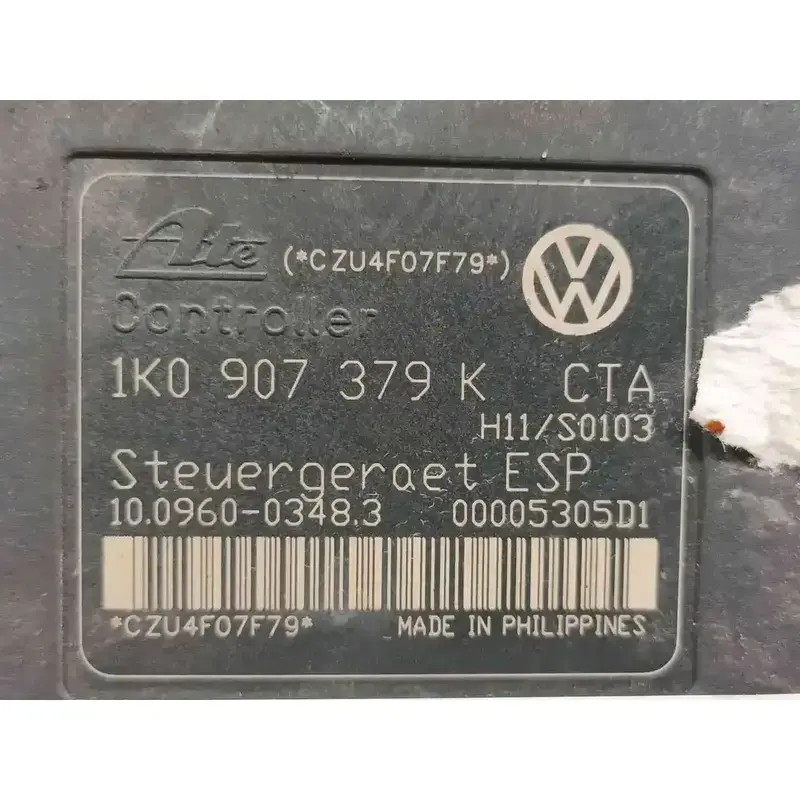 Ate (*CZU4F07F79*) VW
Controller
1K0 907 379 K CTA
H11/S0103
Steuergeraet ESP
10.0960-0348.3 00005305D1
*CZU4F07F79* MADE IN PHILIPPINES